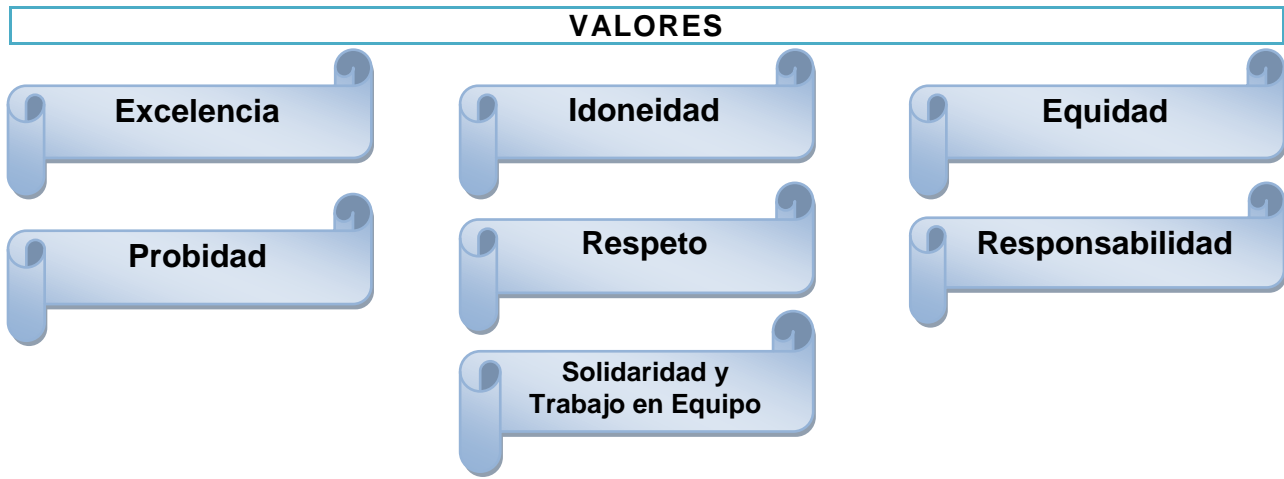 VALORES
Excelencia
Idoneidad
Equidad
Probidad
Respeto
Responsabilidad
Solidaridad y
Trabajo en Equipo